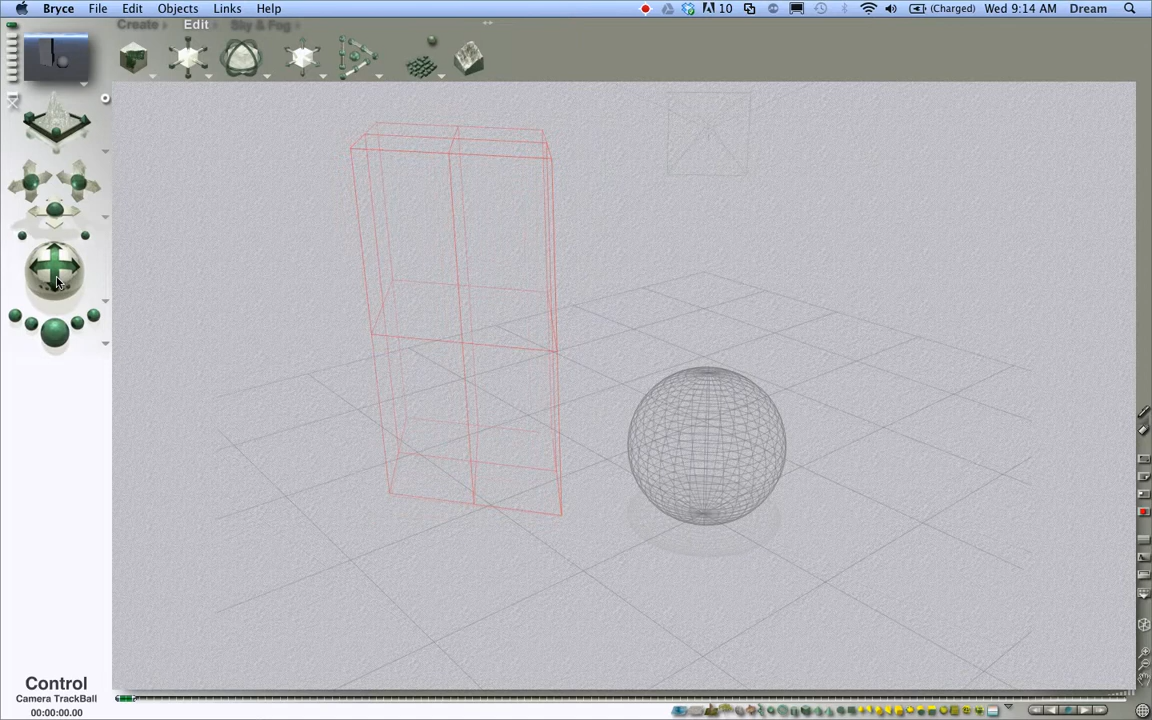 Bryce File Edit Objects Links Help 10 (Charged) Wed 9:14 AM Dream
Create Edit Sky & Fog
Control
Camera TrackBall
00:00:00.00